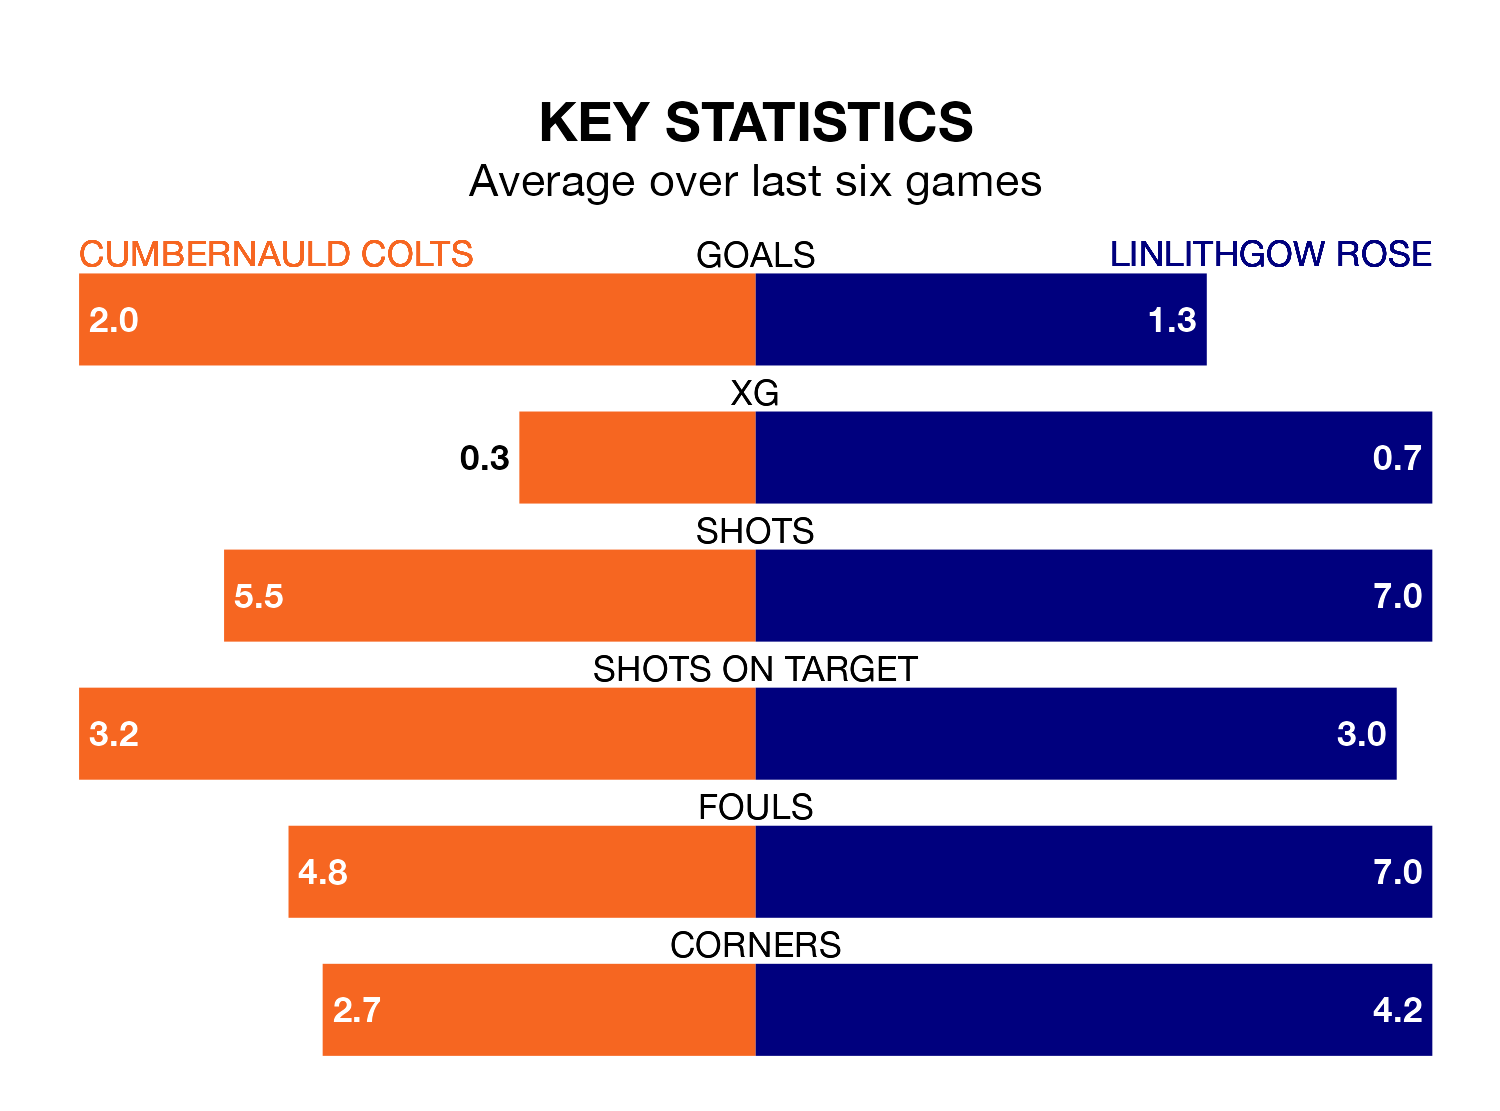 KEY STATISTICS
Average over last six games
CUMBERNAULD COLTS GOALS LINLITHGOW ROSE
2.0 1.3
XG
0.3 0.7
SHOTS
5.5 7.0
SHOTS ON TARGET
3.2 3.0
FOULS
4.8 7.0
CORNERS
2.7 4.2